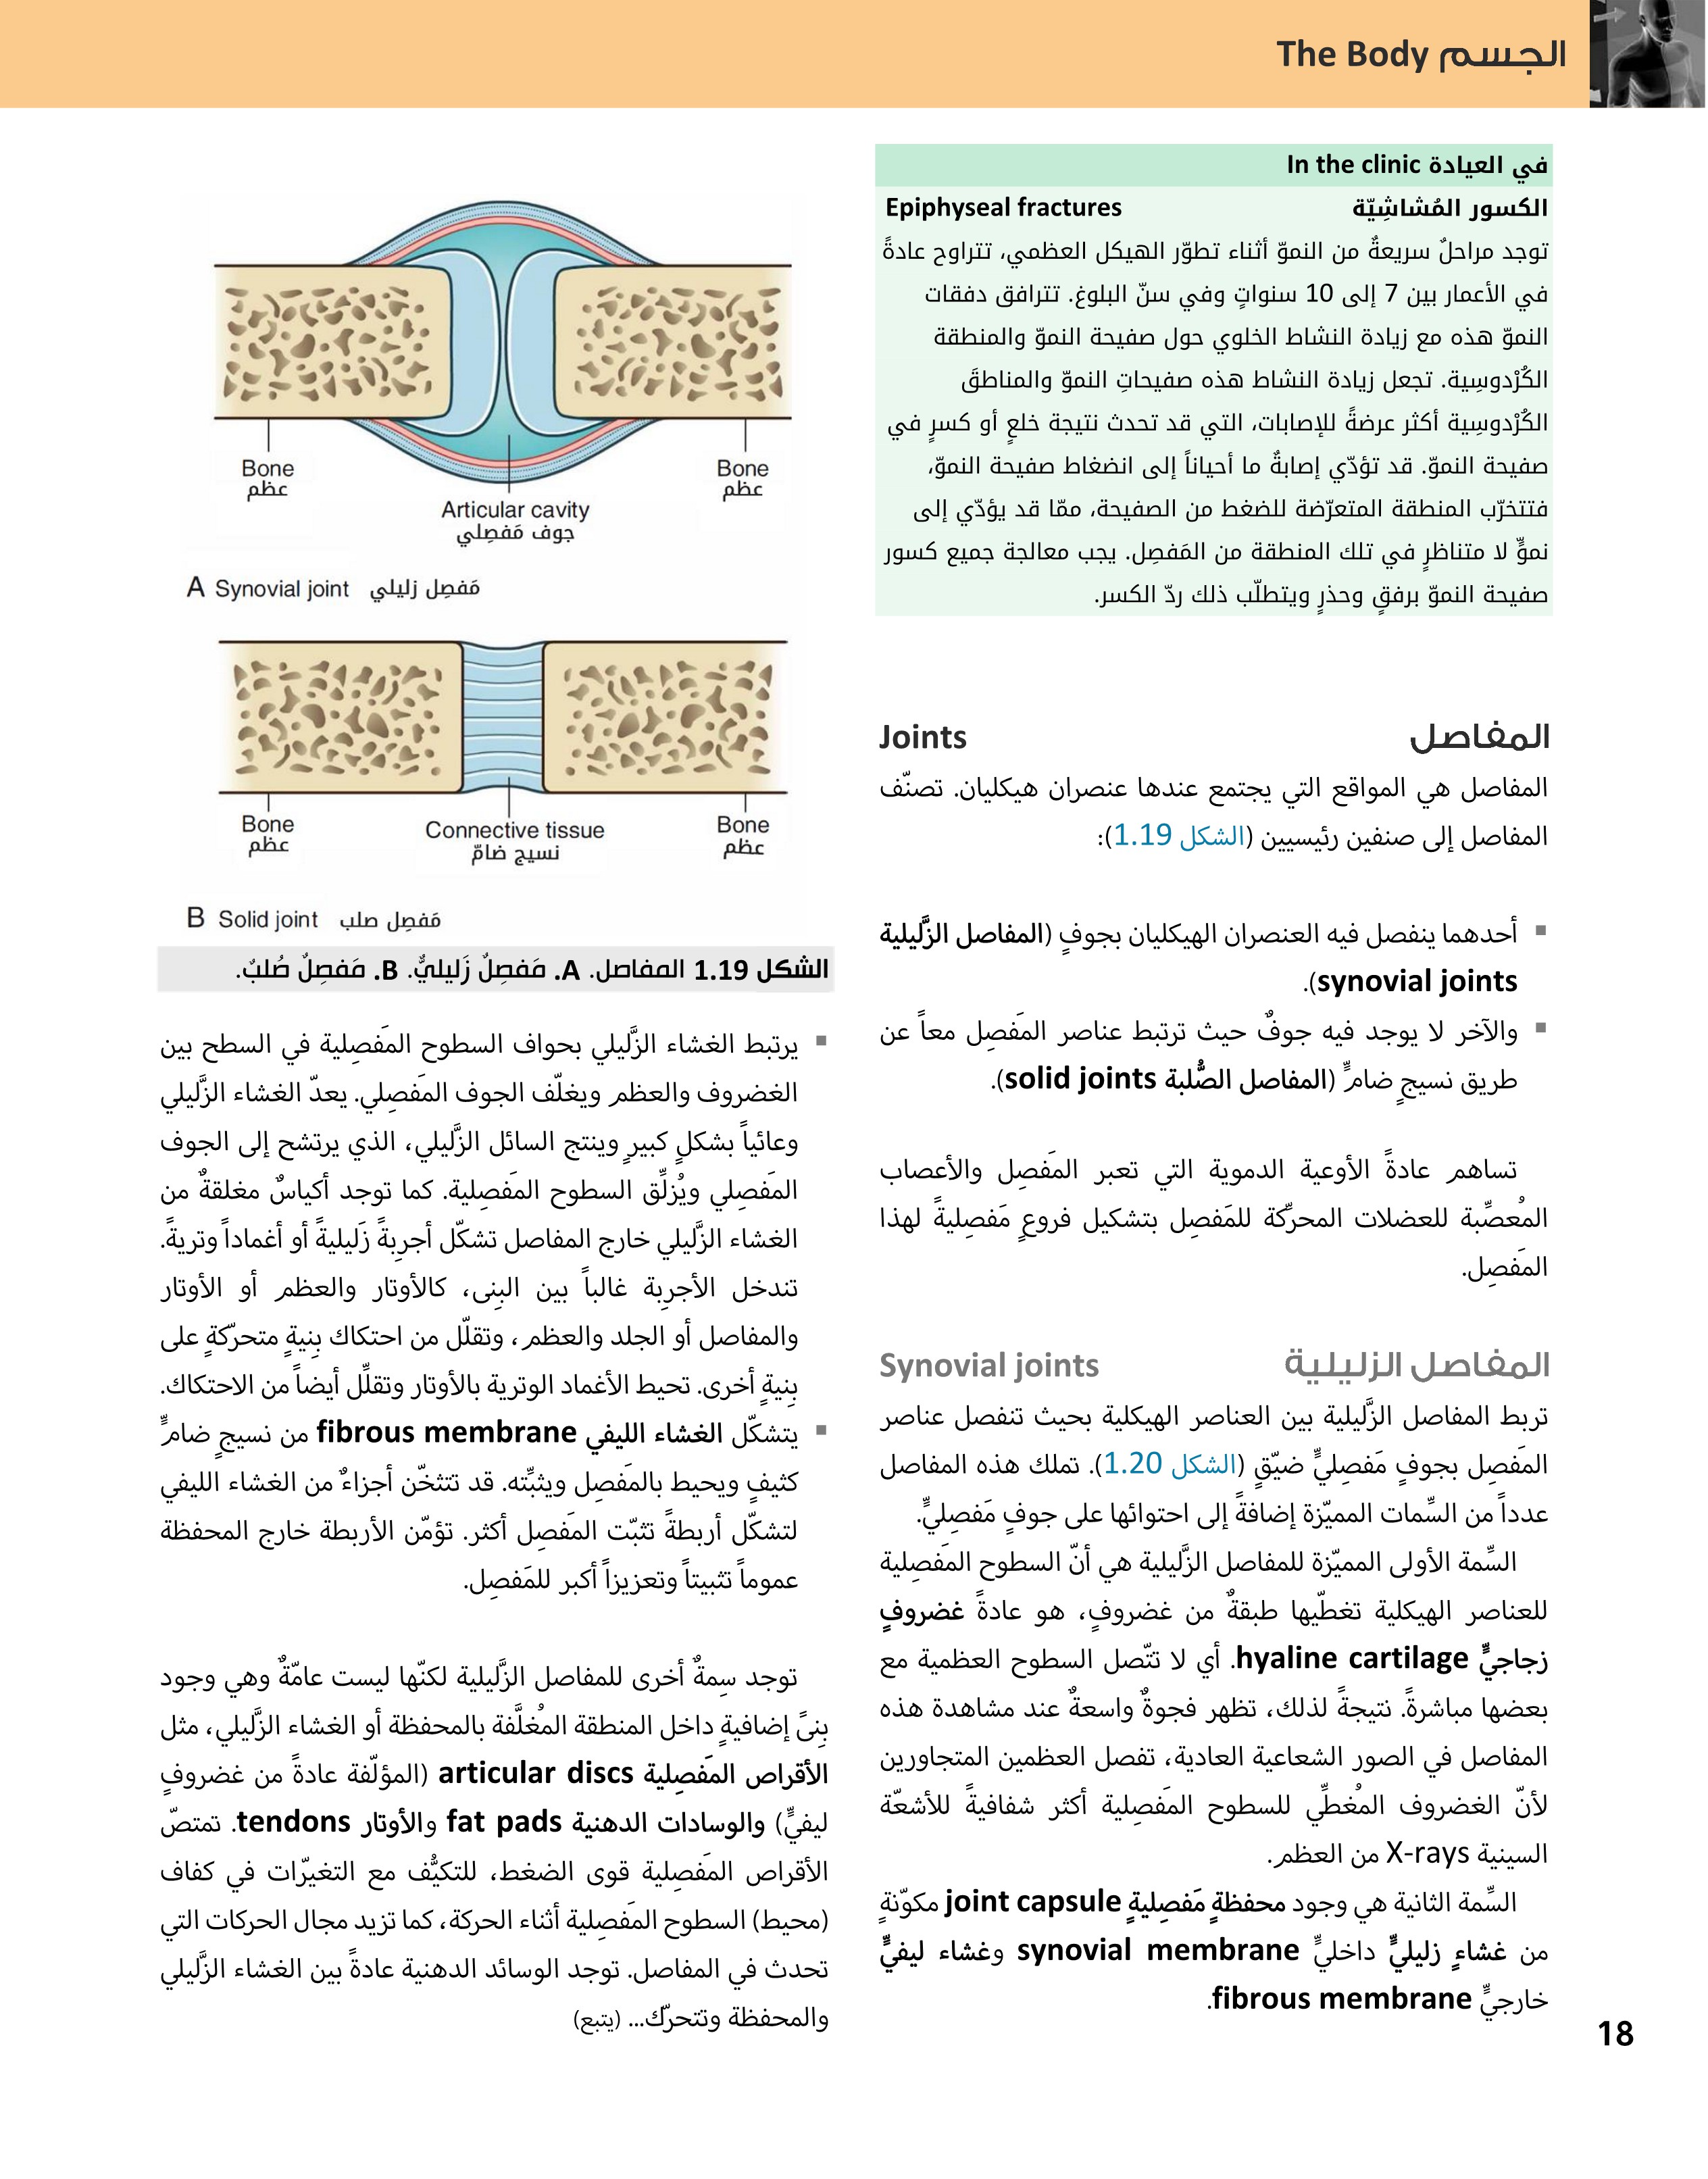 الجسم The Body
في العيادة In the clinic
الكسور المُشاشِيّة Epiphyseal fractures
توجد مراحلٌ سريعةٌ من النموّ أثناء تطوّر الهيكل العظمي، تتراوح عادةً
في الأعمار بين 7 إلى 10 سنواتٍ وفي سنّ البلوغ. تترافق دفقات
النموّ هذه مع زيادة النشاط الخلوي حول صفيحة النموّ والمنطقة
الكُرْدوسِية. تجعل زيادة النشاط هذه صفيحاتِ النموّ والمناطقَ
الكُرْدوسِية أكثر عرضةً للإصابات، التي قد تحدث نتيجة خلعٍ أو كسرٍ في
صفيحة النموّ. قد تؤدّي إصابةٌ ما أحياناً إلى انضغاط صفيحة النموّ،
فتتخرّب المنطقة المتعرّضة للضغط من الصفيحة، ممّا قد يؤدّي إلى
نموٍّ لا متناظرٍ في تلك المنطقة من المَفصِل. يجب معالجة جميع كسور
صفيحة النموّ برفقٍ وحذرٍ ويتطلّب ذلك ردّ الكسر.
المفاصل Joints
المفاصل هي المواقع التي يجتمع عندها عنصران هيكليان. تصنّف
المفاصل إلى صنفين رئيسيين (الشكل 1.19):
▪ أحدهما ينفصل فيه العنصران الهيكليان بجوفٍ (المفاصل الزَّليلية
synovial joints).
▪ والآخر لا يوجد فيه جوفٌ حيث ترتبط عناصر المَفصِل معاً عن
طريق نسيجٍ ضامٍّ (المفاصل الصُّلبة solid joints).
تساهم عادةً الأوعية الدموية التي تعبر المَفصِل والأعصاب
المُعصِّبة للعضلات المحرِّكة للمَفصِل بتشكيل فروعٍ مَفصِليةً لهذا
المَفصِل.
المفاصل الزليلية Synovial joints
تربط المفاصل الزَّليلية بين العناصر الهيكلية بحيث تنفصل عناصر
المَفصِل بجوفٍ مَفصِليٍّ ضيّقٍ (الشكل 1.20). تملك هذه المفاصل
عدداً من السِّمات المميّزة إضافةً إلى احتوائها على جوفٍ مَفصِليٍّ.
السِّمة الأولى المميّزة للمفاصل الزَّليلية هي أنّ السطوح المَفصِلية
للعناصر الهيكلية تغطّيها طبقةٌ من غضروفٍ، هو عادةً غضروفٍ
زجاجيٍّ hyaline cartilage. أي لا تتّصل السطوح العظمية مع
بعضها مباشرةً. نتيجةً لذلك، تظهر فجوةٌ واسعةٌ عند مشاهدة هذه
المفاصل في الصور الشعاعية العادية، تفصل العظمين المتجاورين
لأنّ الغضروف المُغطِّي للسطوح المَفصِلية أكثر شفافيةً للأشعّة
السينية X-rays من العظم.
السِّمة الثانية هي وجود محفظةٍ مَفصِليةٍ joint capsule مكوّنةٍ
من غشاءٍ زليليٍّ داخليٍّ synovial membrane وغشاء ليفيٍّ
خارجيٍّ fibrous membrane.
Bone
عظم
Bone
عظم
Articular cavity
جوف مَفصِلي
A Synovial joint مَفصِل زليلي
Bone
عظم
Connective tissue
نسيج ضامّ
Bone
عظم
B Solid joint مَفصِل صلب
الشكل 1.19 المفاصل. A. مَفصِلٌ زَليليٌّ. B. مَفصِلٌ صُلبٌ.
▪ يرتبط الغشاء الزَّليلي بحواف السطوح المَفصِلية في السطح بين
الغضروف والعظم ويغلّف الجوف المَفصِلي. يعدّ الغشاء الزَّليلي
وعائياً بشكلٍ كبيرٍ وينتج السائل الزَّليلي، الذي يرتشح إلى الجوف
المَفصِلي ويُزلِّق السطوح المَفصِلية. كما توجد أكياسٌ مغلقةٌ من
الغشاء الزَّليلي خارج المفاصل تشكّل أجرِبةً زَليليةً أو أغماداً وتريةً.
تندخل الأجرِبة غالباً بين البِنى، كالأوتار والعظم أو الأوتار
والمفاصل أو الجلد والعظم، وتقلّل من احتكاك بِنيةٍ متحرّكةٍ على
بِنيةٍ أخرى. تحيط الأغماد الوترية بالأوتار وتقلِّل أيضاً من الاحتكاك.
▪ يتشكّل الغشاء الليفي fibrous membrane من نسيجٍ ضامٍّ
كثيفٍ ويحيط بالمَفصِل ويثبِّته. قد تتثخّن أجزاءٌ من الغشاء الليفي
لتشكّل أربطةً تثبّت المَفصِل أكثر. تؤمّن الأربطة خارج المحفظة
عموماً تثبيتاً وتعزيزاً أكبر للمَفصِل.
توجد سِمةٌ أخرى للمفاصل الزَّليلية لكنّها ليست عامّةٌ وهي وجود
بِنىً إضافيةٍ داخل المنطقة المُغلَّفة بالمحفظة أو الغشاء الزَّليلي، مثل
الأقراص المَفصِلية articular discs (المؤلّفة عادةً من غضروفٍ
ليفيٍّ) والوسادات الدهنية fat pads والأوتار tendons. تمتصّ
الأقراص المَفصِلية قوى الضغط، للتكيُّف مع التغيّرات في كفاف
(محيط) السطوح المَفصِلية أثناء الحركة، كما تزيد مجال الحركات التي
تحدث في المفاصل. توجد الوسائد الدهنية عادةً بين الغشاء الزَّليلي
والمحفظة وتتحرّك... (يتبع)
18